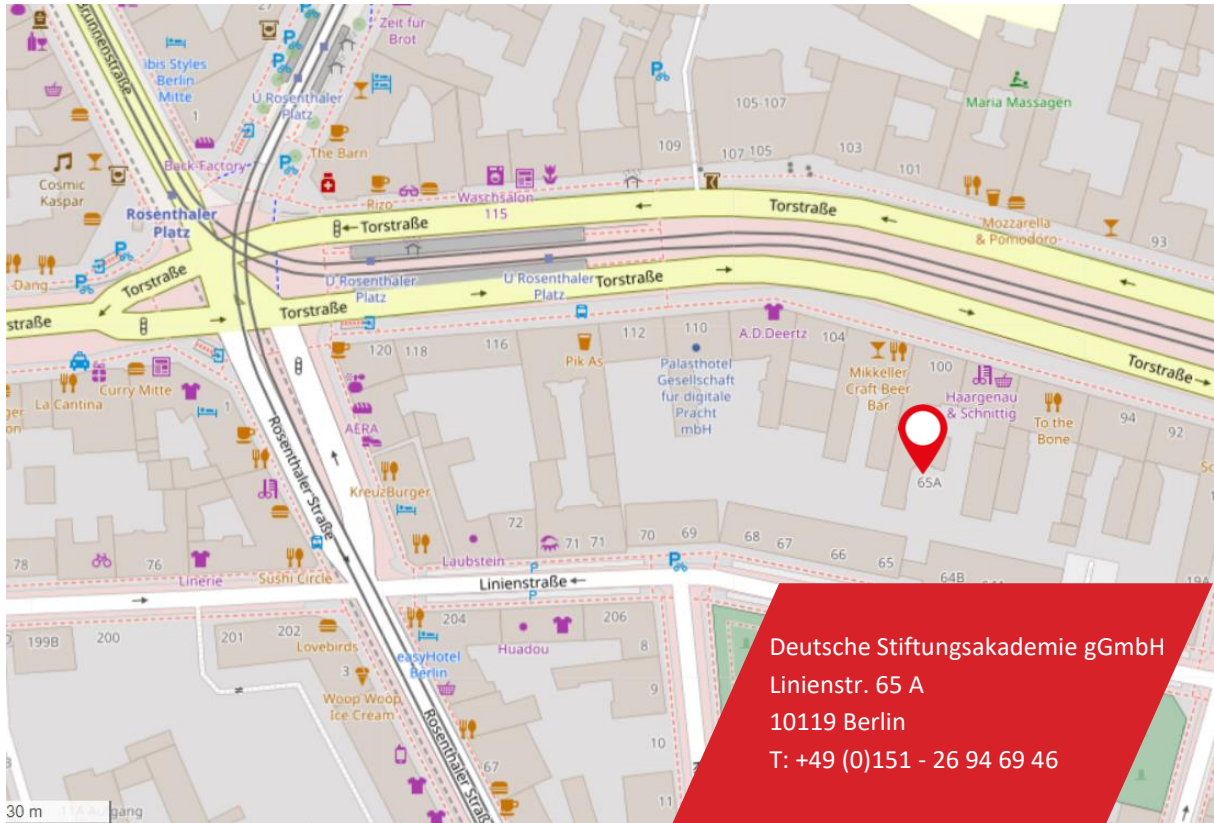 Brunnenstraße
27
Zeit für
Brot
ibis Styles
Berlin
Mitte
1
U Rosenthaler
Platz
105-107
Maria Massagen
Back-Factory
The Barn
109
107
105
103
101
Cosmic
Kaspar
Rizo
Waschsalon
115
Rosenthaler
Platz
Torstraße
Torstraße
Mozzarella
& Pomodoro
93
Dang
Torstraße
U Rosenthaler
Platz
U Rosenthaler
Platz
Torstraße
straße
Torstraße
120
118
116
112
110
A.D.Deertz
104
Pik As
Torstraße
La Cantina
Curry Mitte
1
Palasthotel
Gesellschaft
für digitale
Pracht
mbH
Mikkeller
Craft Beer
Bar
100
Haargenau
& Schnittig
To the
Bone
94
92
AERA
Rosenthaler Straße
KreuzBurger
65A
72
71
71
70
69
68
67
66
65
64B
78
76
Linerie
Sushi Circle
Laubstein
P
Linienstraße
P
19A
199B
200
201
202
Lovebirds
204
easyHotel
Berlin
Huadou
206
8
3
Woop Woop
Ice Cream
9
Rosenthaler Straße
67
10
11
30 m
Deutsche Stiftungsakademie gGmbH
Linienstr. 65 A
10119 Berlin
T: +49 (0)151 - 26 94 69 46